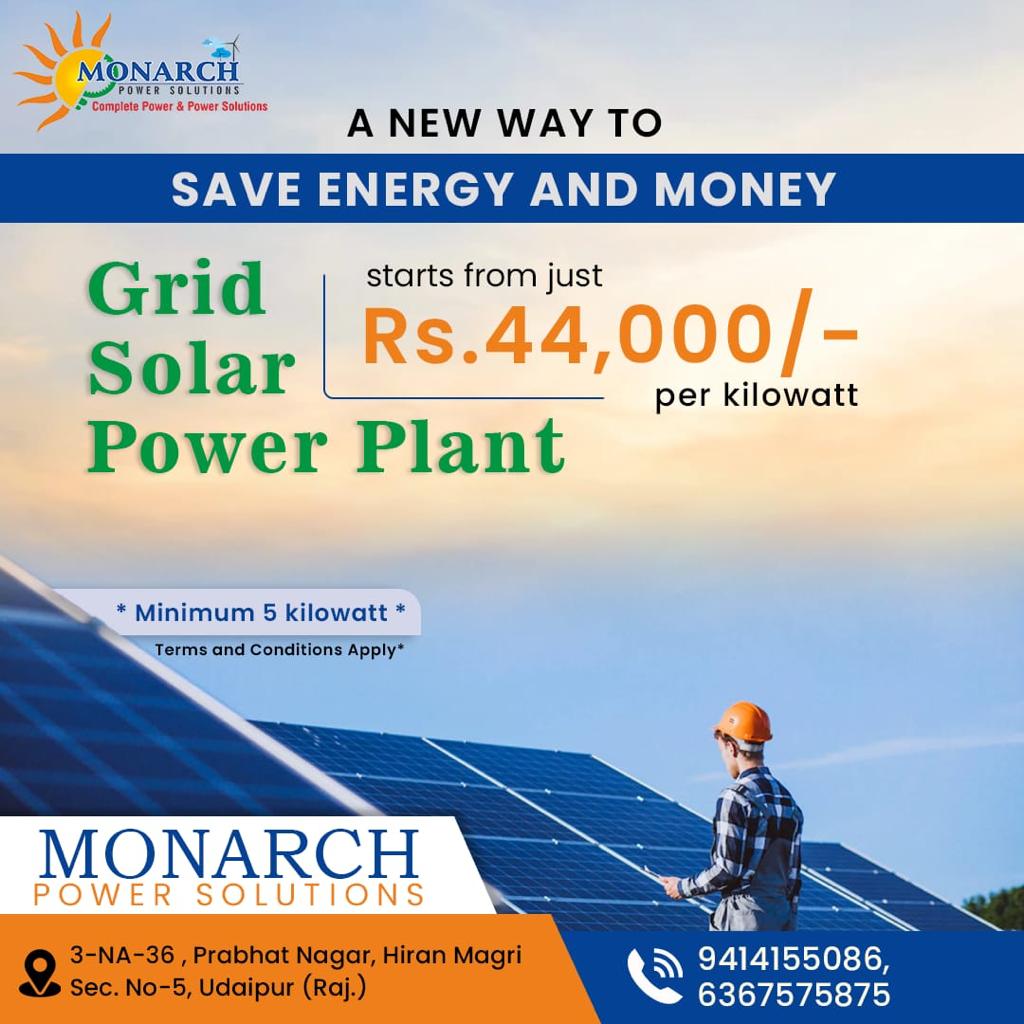 MONARCH
POWER SOLUTIONS
Complete Power & Power Solutions
A NEW WAY TO
SAVE ENERGY AND MONEY
Grid
Solar
Power Plant
starts from just
Rs.44,000/-
per kilowatt
* Minimum 5 kilowatt *
Terms and Conditions Apply*
MONARCH
POWER SOLUTIONS
3-NA-36 , Prabhat Nagar, Hiran Magri
Sec. No-5, Udaipur (Raj.)
9414155086,
6367575875